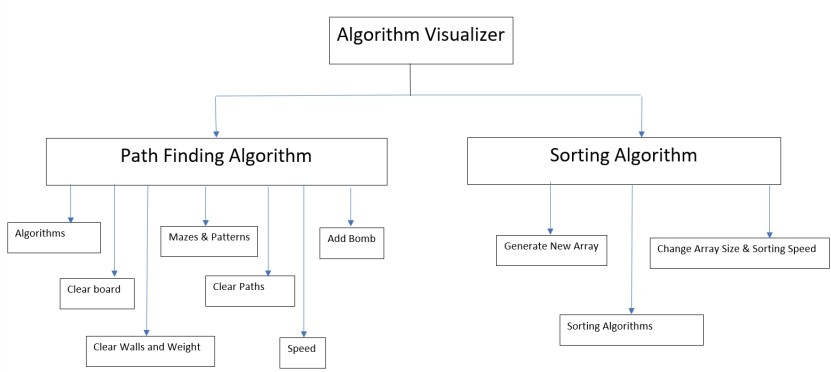 Algorithm Visualizer
Path Finding Algorithm
Sorting Algorithm
Algorithms
Mazes & Patterns
Add Bomb
Generate New Array
Change Array Size & Sorting Speed
Clear board
Clear Paths
Sorting Algorithms
Clear Walls and Weight
Speed